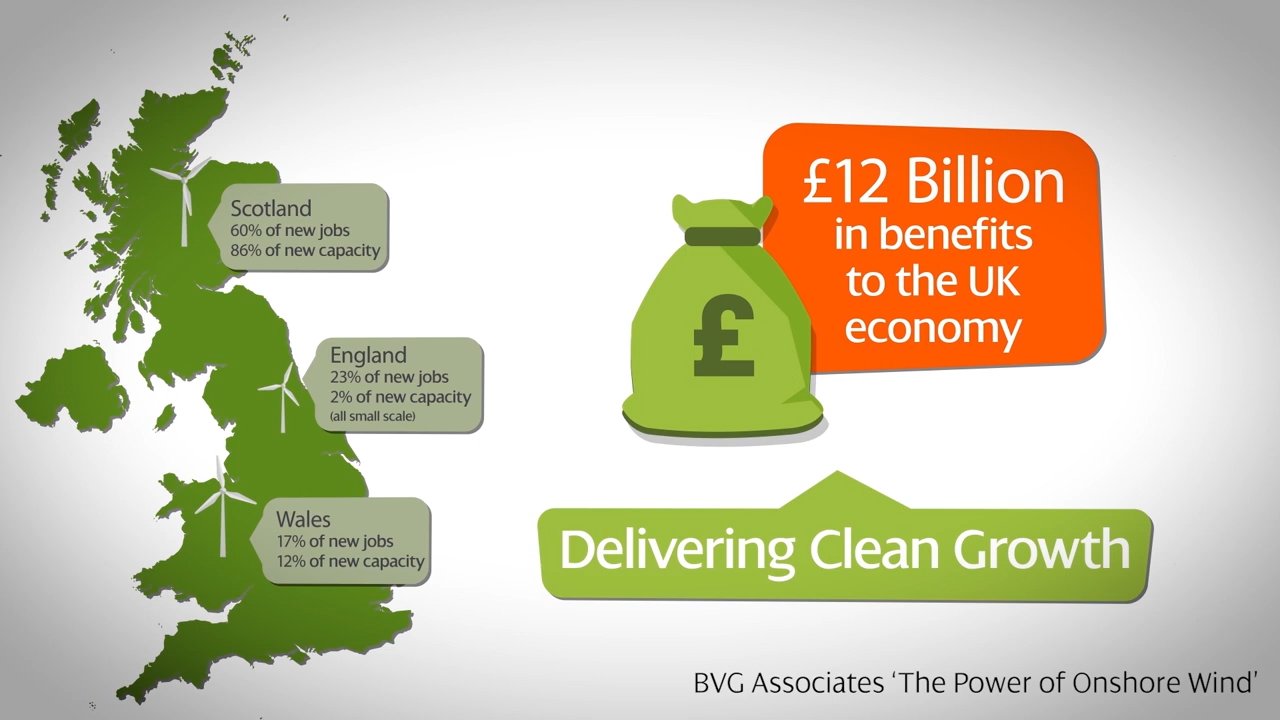 Scotland
60% of new jobs
86% of new capacity
England
23% of new jobs
2% of new capacity
(all small scale)
Wales
17% of new jobs
12% of new capacity
£12 Billion
in benefits
to the UK
economy
£
Delivering Clean Growth
BVG Associates ‘The Power of Onshore Wind’